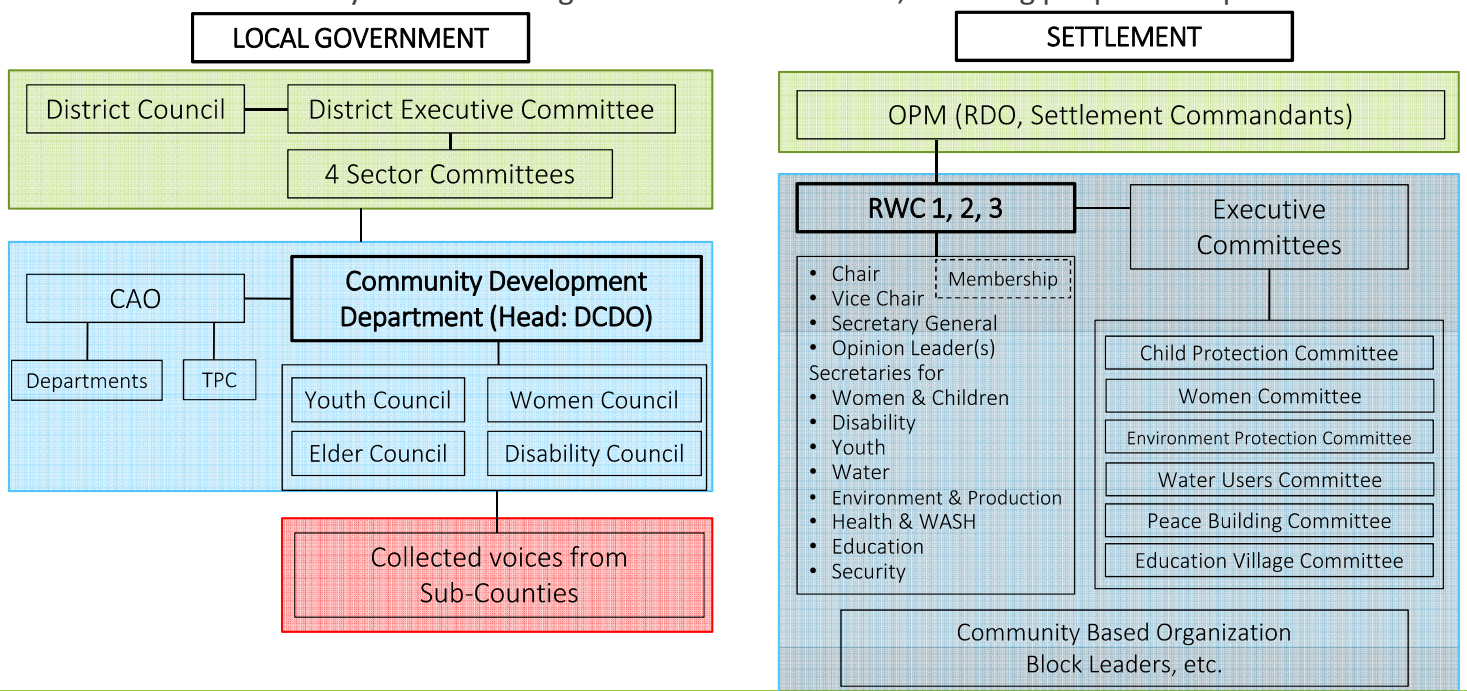 LOCAL GOVERNMENT
District Council
District Executive Committee
4 Sector Committees
CAO
Community Development
Department (Head: DCDO)
Departments
TPC
Youth Council
Women Council
Elder Council
Disability Council
Collected voices from
Sub-Counties
SETTLEMENT
OPM (RDO, Settlement Commandants)
RWC 1, 2, 3
Executive
Committees
Membership
• Chair
• Vice Chair
• Secretary General
• Opinion Leader(s)
Secretaries for
• Women & Children
• Disability
• Youth
• Water
• Environment & Production
• Health & WASH
• Education
• Security
Child Protection Committee
Women Committee
Environment Protection Committee
Water Users Committee
Peace Building Committee
Education Village Committee
Community Based Organization
Block Leaders, etc.